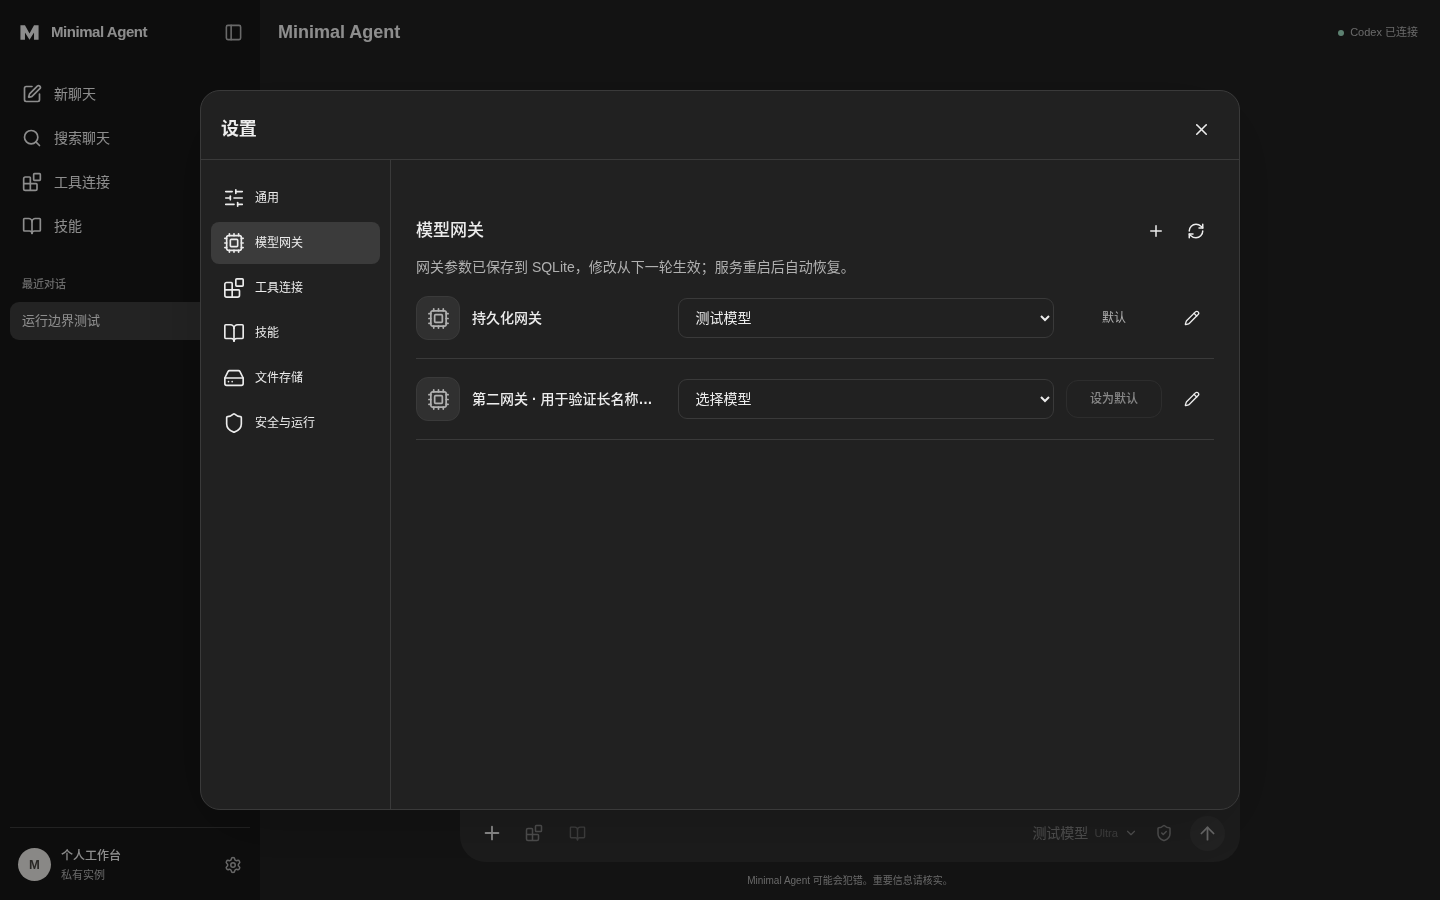 Minimal Agent
Minimal Agent
Codex 已连接
新聊天
搜索聊天
工具连接
技能
最近对话
运行边界测试
设置
通用
模型网关
工具连接
技能
文件存储
安全与运行
模型网关
网关参数已保存到 SQLite，修改从下一轮生效；服务重启后自动恢复。
持久化网关
测试模型
默认
第二网关 · 用于验证长名称...
选择模型
设为默认
M
个人工作台
私有实例
测试模型 Ultra
Minimal Agent 可能会犯错。重要信息请核实。